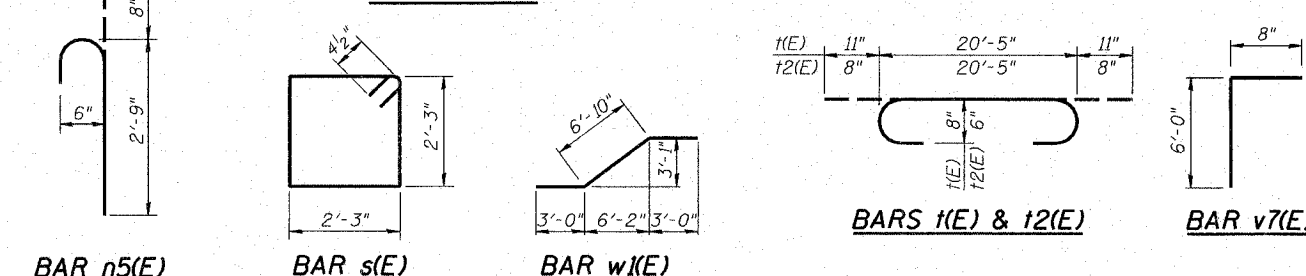 8"
6"
2'-9"
BAR n5(E)
4½"
2'-3"
2'-3"
BAR s(E)
6'-10"
3'-1"
3'-0" 6'-2" 3'-0"
BAR w1(E)
t(E) 11" 20'-5" 11"
t2(E) 8" 20'-5" 8"
8" 6"
t(E) t2(E)
BARS t(E) & t2(E)
8"
6'-0"
BAR v7(E)